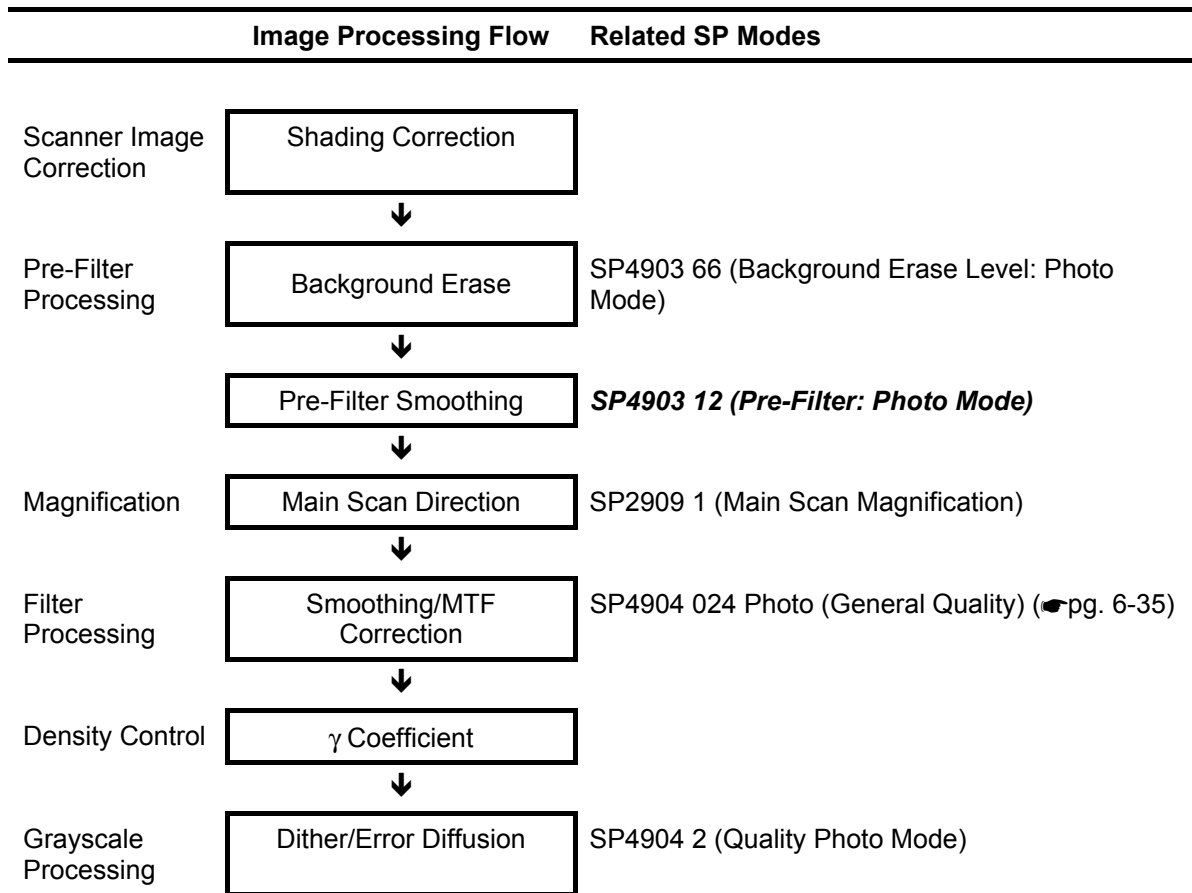 Image Processing Flow Related SP Modes
Scanner Image
Correction
Shading Correction
Pre-Filter
Processing
Background Erase
SP4903 66 (Background Erase Level: Photo
Mode)
Pre-Filter Smoothing
SP4903 12 (Pre-Filter: Photo Mode)
Magnification
Main Scan Direction
SP2909 1 (Main Scan Magnification)
Filter
Processing
Smoothing/MTF
Correction
SP4904 024 Photo (General Quality) (☛pg. 6-35)
Density Control
γ Coefficient
Grayscale
Processing
Dither/Error Diffusion
SP4904 2 (Quality Photo Mode)